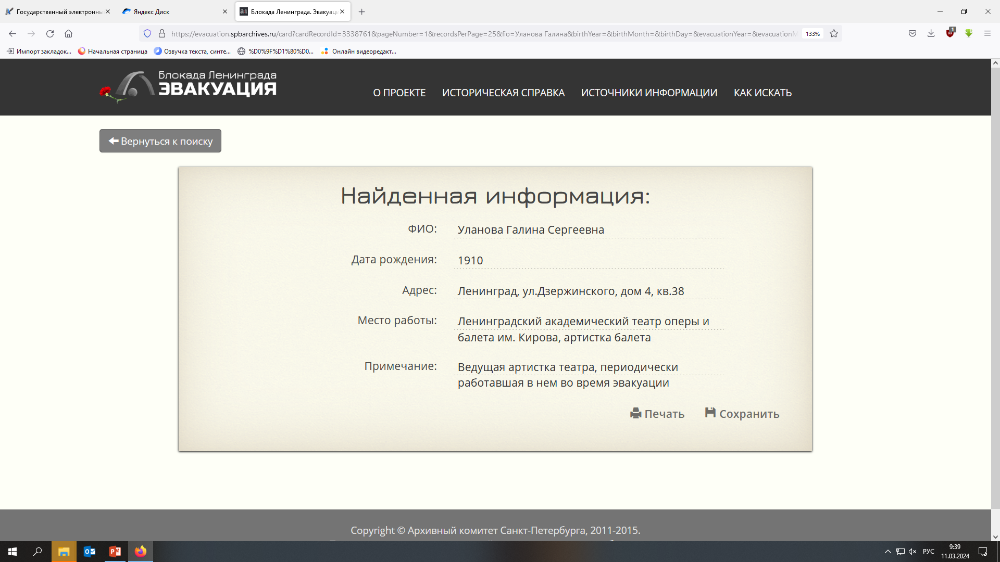 Государственный электроннь
Яндекс Диск
Блокада Ленинграда. Эвакуаци
https://evacuation.spbarchives.ru/card?cardRecordId=3338761&pageNumber=1&recordsPerPage=25&fio=Уланова Галина&birthYear=&birthMonth=&birthDay=&evacuationYear=&evacuationM
133%
1
Импорт закладок...
Начальная страница
Озвучка текста, синте...
%D0%9F%D1%80%D0...
Онлайн видеоредакт...
Блокада Ленинграда
ЭВАКУАЦИЯ
О ПРОЕКТЕ
ИСТОРИЧЕСКАЯ СПРАВКА
ИСТОЧНИКИ ИНФОРМАЦИИ
КАК ИСКАТЬ
Вернуться к поиску
Найденная информация:
ФИО: Уланова Галина Сергеевна
Дата рождения: 1910
Адрес: Ленинград, ул.Дзержинского, дом 4, кв.38
Место работы: Ленинградский академический театр оперы и
балета им. Кирова, артистка балета
Примечание: Ведущая артистка театра, периодически
работавшая в нем во время эвакуации
Печать
Сохранить
Copyright © Архивный комитет Санкт-Петербурга, 2011-2015.
РУС
9:39
11.03.2024